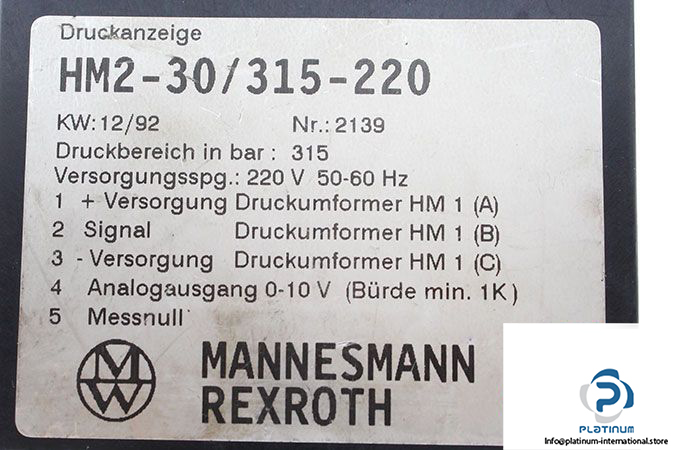 Druckanzeige
HM2-30/315-220
KW:12/92 Nr.:2139
Druckbereich in bar : 315
Versorgungsspg.: 220 V 50-60 Hz
1 + Versorgung Druckumformer HM 1 (A)
2 Signal Druckumformer HM 1 (B)
3 - Versorgung Druckumformer HM 1 (C)
4 Analogausgang 0-10 V (Bürde min. 1K)
5 Messnull
M
W
MANNESMANN
REXROTH
PLATINUM
Info@platinum-international.store